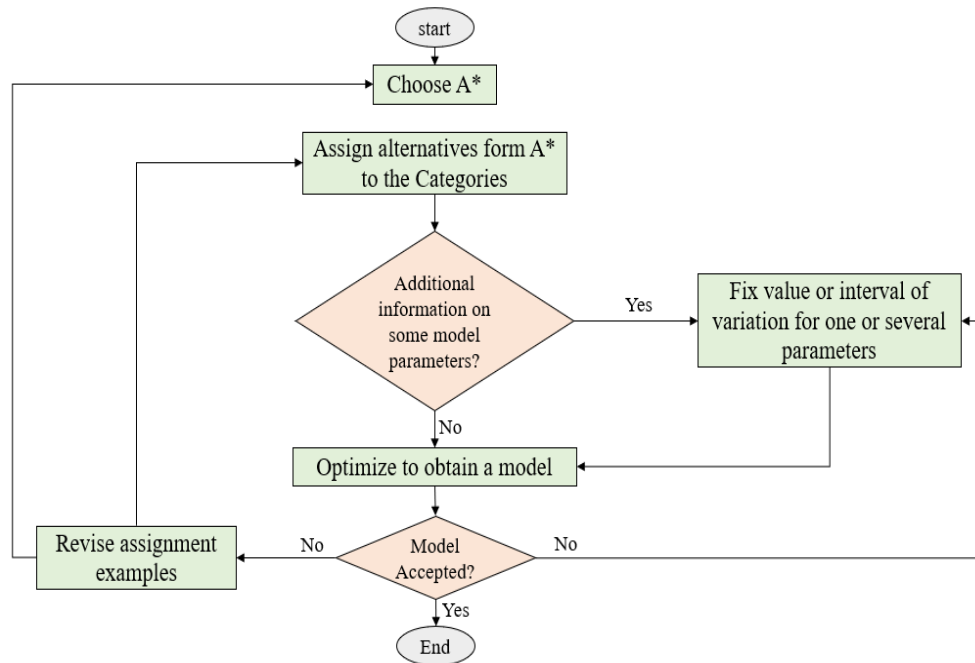 start
Choose A*
Assign alternatives form A*
to the Categories
Additional
information on
some model
parameters?
Yes
Fix value or interval of
variation for one or several
parameters
No
Optimize to obtain a model
Revise assignment
examples
No
Model
Accepted?
No
Yes
End